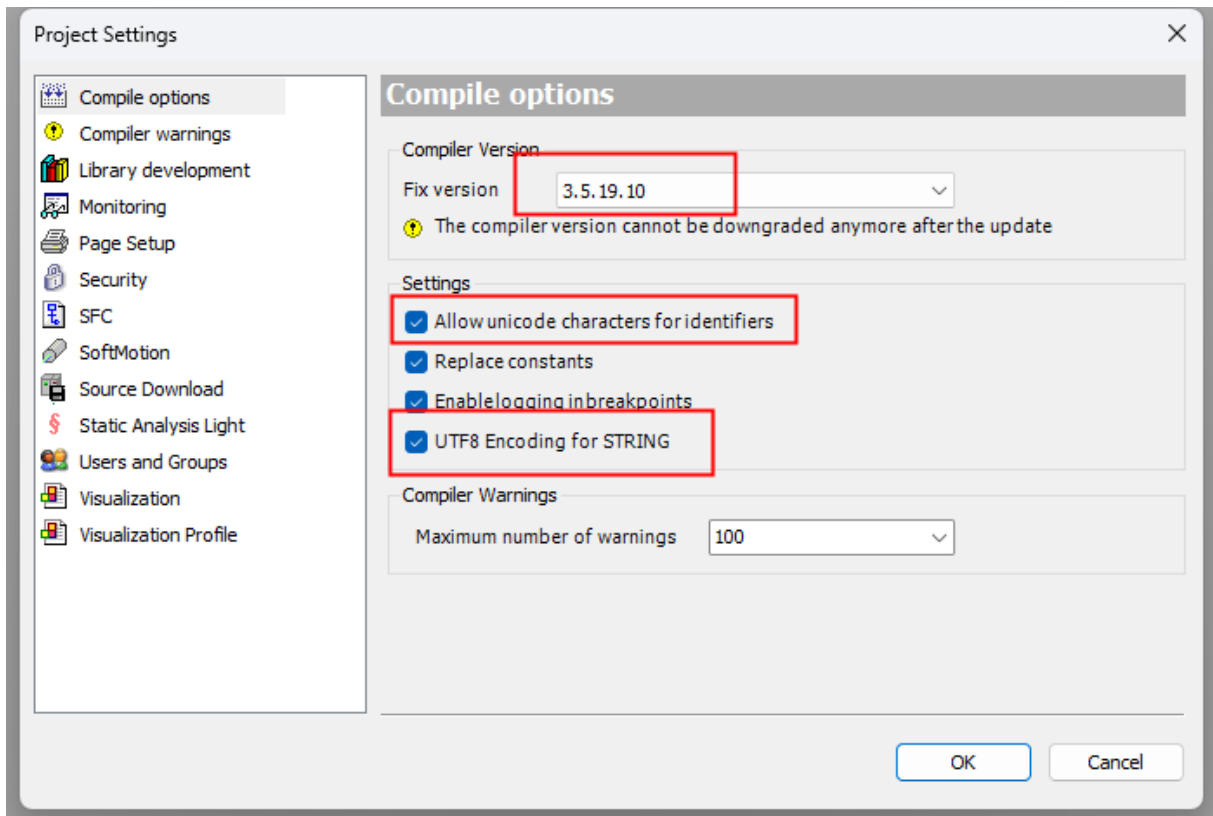 Project Settings
Compile options
Compiler warnings
Library development
Monitoring
Page Setup
Security
SFC
SoftMotion
Source Download
Static Analysis Light
Users and Groups
Visualization
Visualization Profile
Compile options
Compiler Version
Fix version 3.5.19.10
The compiler version cannot be downgraded anymore after the update
Settings
Allow unicode characters for identifiers
Replace constants
Enable logging in breakpoints
UTF8 Encoding for STRING
Compiler Warnings
Maximum number of warnings 100
OK Cancel